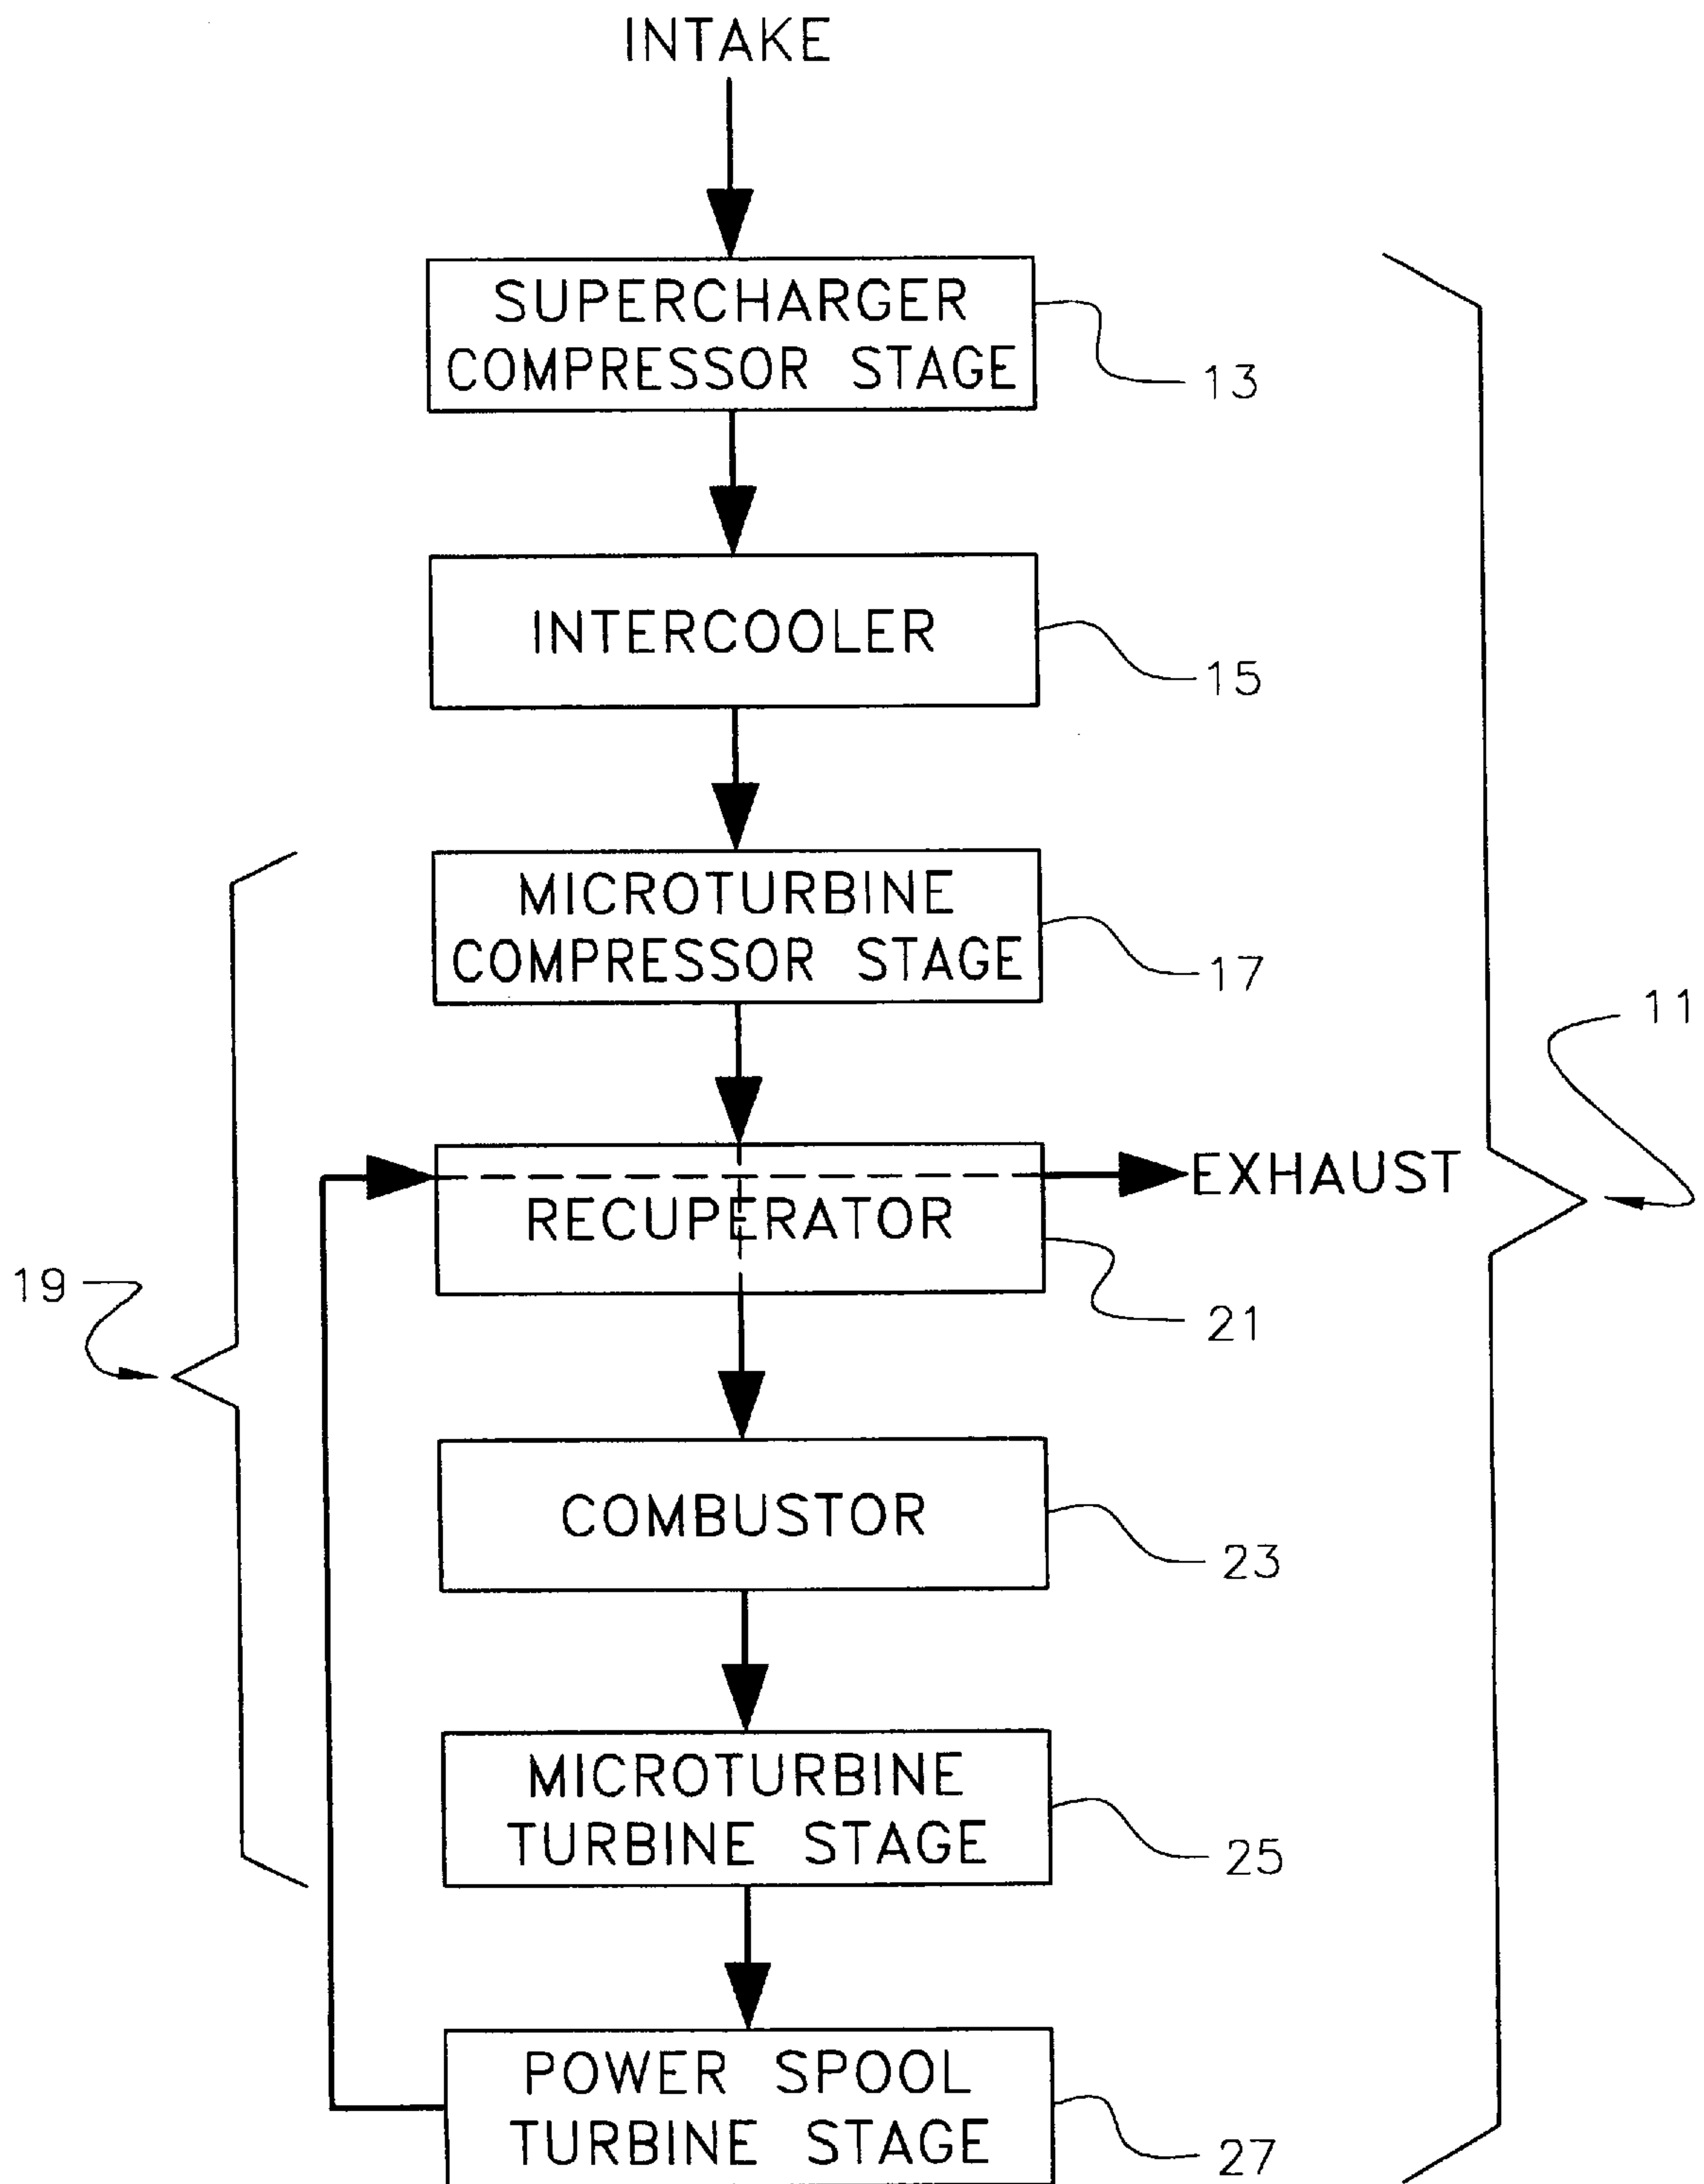 INTAKE
SUPERCHARGER
COMPRESSOR STAGE
13
INTERCOOLER
15
MICROTURBINE
COMPRESSOR STAGE
17
11
EXHAUST
RECUPERATOR
19
21
COMBUSTOR
23
MICROTURBINE
TURBINE STAGE
25
POWER SPOOL
TURBINE STAGE
27